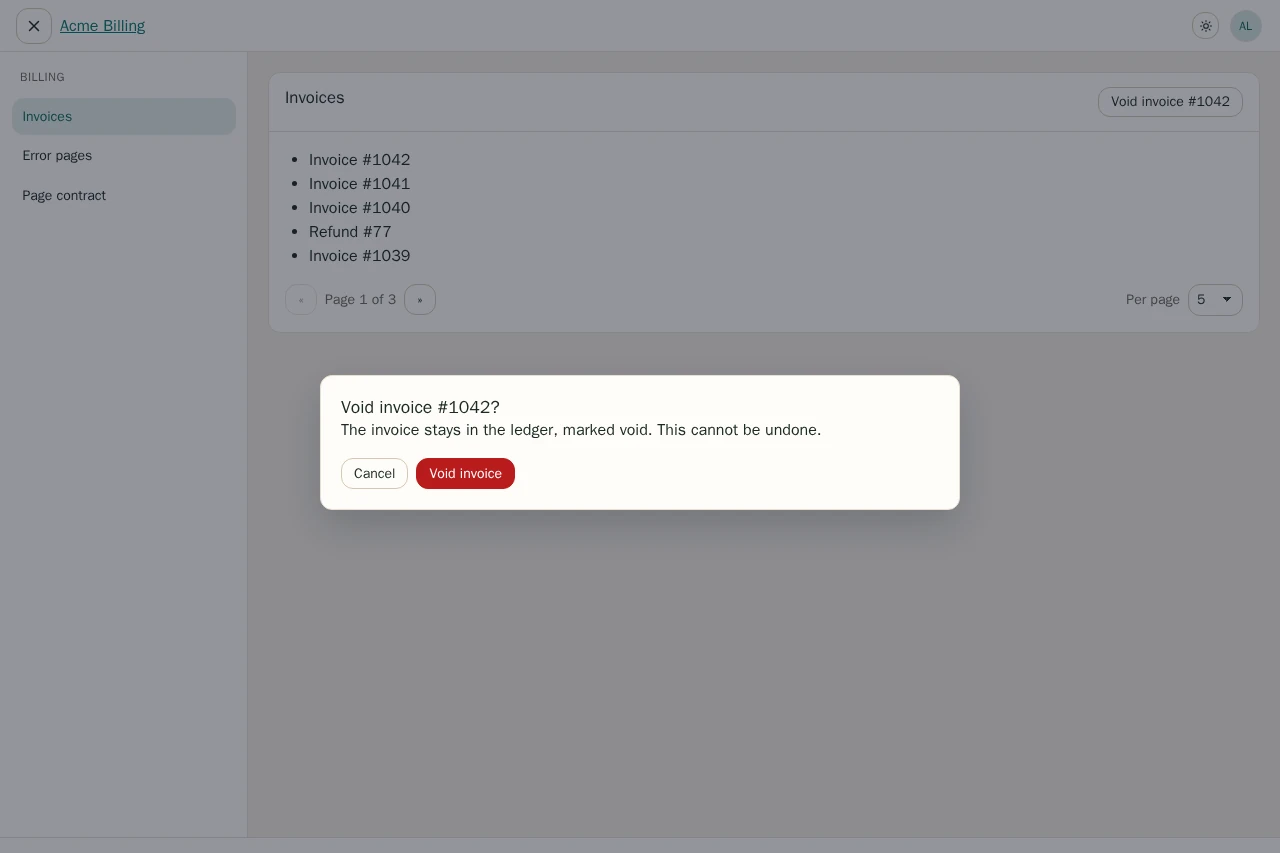 Acme Billing
AL
BILLING
Invoices
Error pages
Page contract
Invoices
Void invoice #1042
Invoice #1042
Invoice #1041
Invoice #1040
Refund #77
Invoice #1039
« Page 1 of 3 »
Per page 5
Void invoice #1042?
The invoice stays in the ledger, marked void. This cannot be undone.
Cancel Void invoice